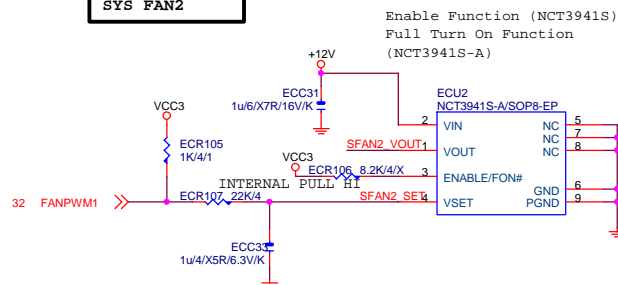 SYS FAN2
Enable Function (NCT3941S)
Full Turn On Function
(NCT3941S-A)
+12V
ECC31
1u/6/X7R/16V/K
ECU2
NCT3941S-A/SOP8-EP
VCC3
ECR105
1K/4/1
2 VIN
NC 5
NC 7
NC 8
SFAN2_VOUT 1 VOUT
VCC3
ECR106 8.2K/4/X
3 ENABLE/FON#
INTERNAL PULL HI
GND 6
PGND 9
32 FANPWM1
ECR107 22K/4
SFAN2_SET 4 VSET
ECC33
1u/4/X5R/6.3V/K